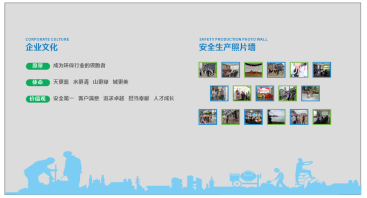 CORPORATE CULTURE
企业文化
愿景 成为环保行业的领跑者
使命 天更蓝 水更清 山更绿 城更美
价值观 安全第一 客户满意 追求卓越 担当奉献 人才成长
SAFETY PRODUCTION PHOTO WALL
安全生产照片墙